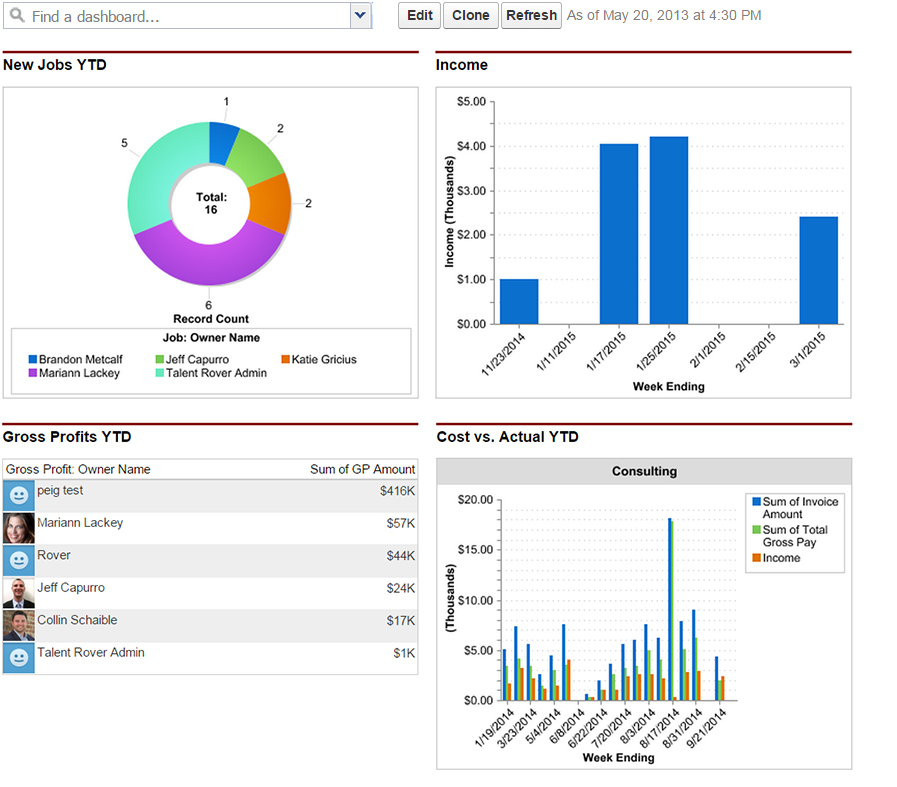 Find a dashboard...
Edit Clone Refresh As of May 20, 2013 at 4:30 PM
New Jobs YTD
1
2
5
Total:
16
2
6
Record Count
Job: Owner Name
Brandon Metcalf Jeff Capurro Katie Gricius
Mariann Lackey Talent Rover Admin
Income
$5.00
$4.00
$3.00
$2.00
$1.00
$0.00
Income (Thousands)
11/23/2014 1/11/2015 1/17/2015 1/25/2015 2/1/2015 2/15/2015 3/1/2015
Week Ending
Gross Profits YTD
Gross Profit: Owner Name Sum of GP Amount
peig test $416K
Mariann Lackey $57K
Rover $44K
Jeff Capurro $24K
Collin Schaible $17K
Talent Rover Admin $1K
Cost vs. Actual YTD
Consulting
$20.00
$15.00
$10.00
$5.00
$0.00
(Thousands)
Sum of Invoice
Amount
Sum of Total
Gross Pay
Income
1/19/2014 3/23/2014 5/4/2014 6/8/2014 6/22/2014 7/20/2014 8/3/2014 8/17/2014 8/31/2014 9/21/2014
Week Ending